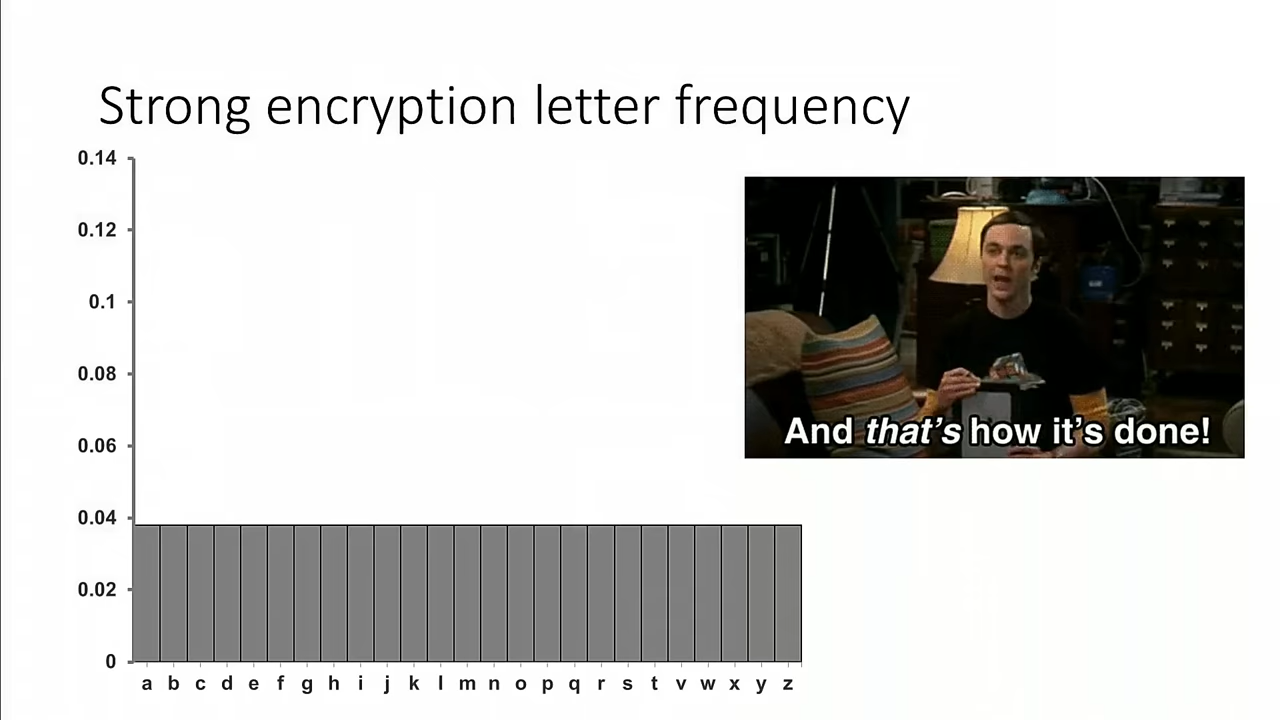 Strong encryption letter frequency
0.14
0.12
0.1
0.08
0.06
0.04
0.02
0
a b c d e f g h i j k l m n o p q r s t v w x y z
And that's how it's done!